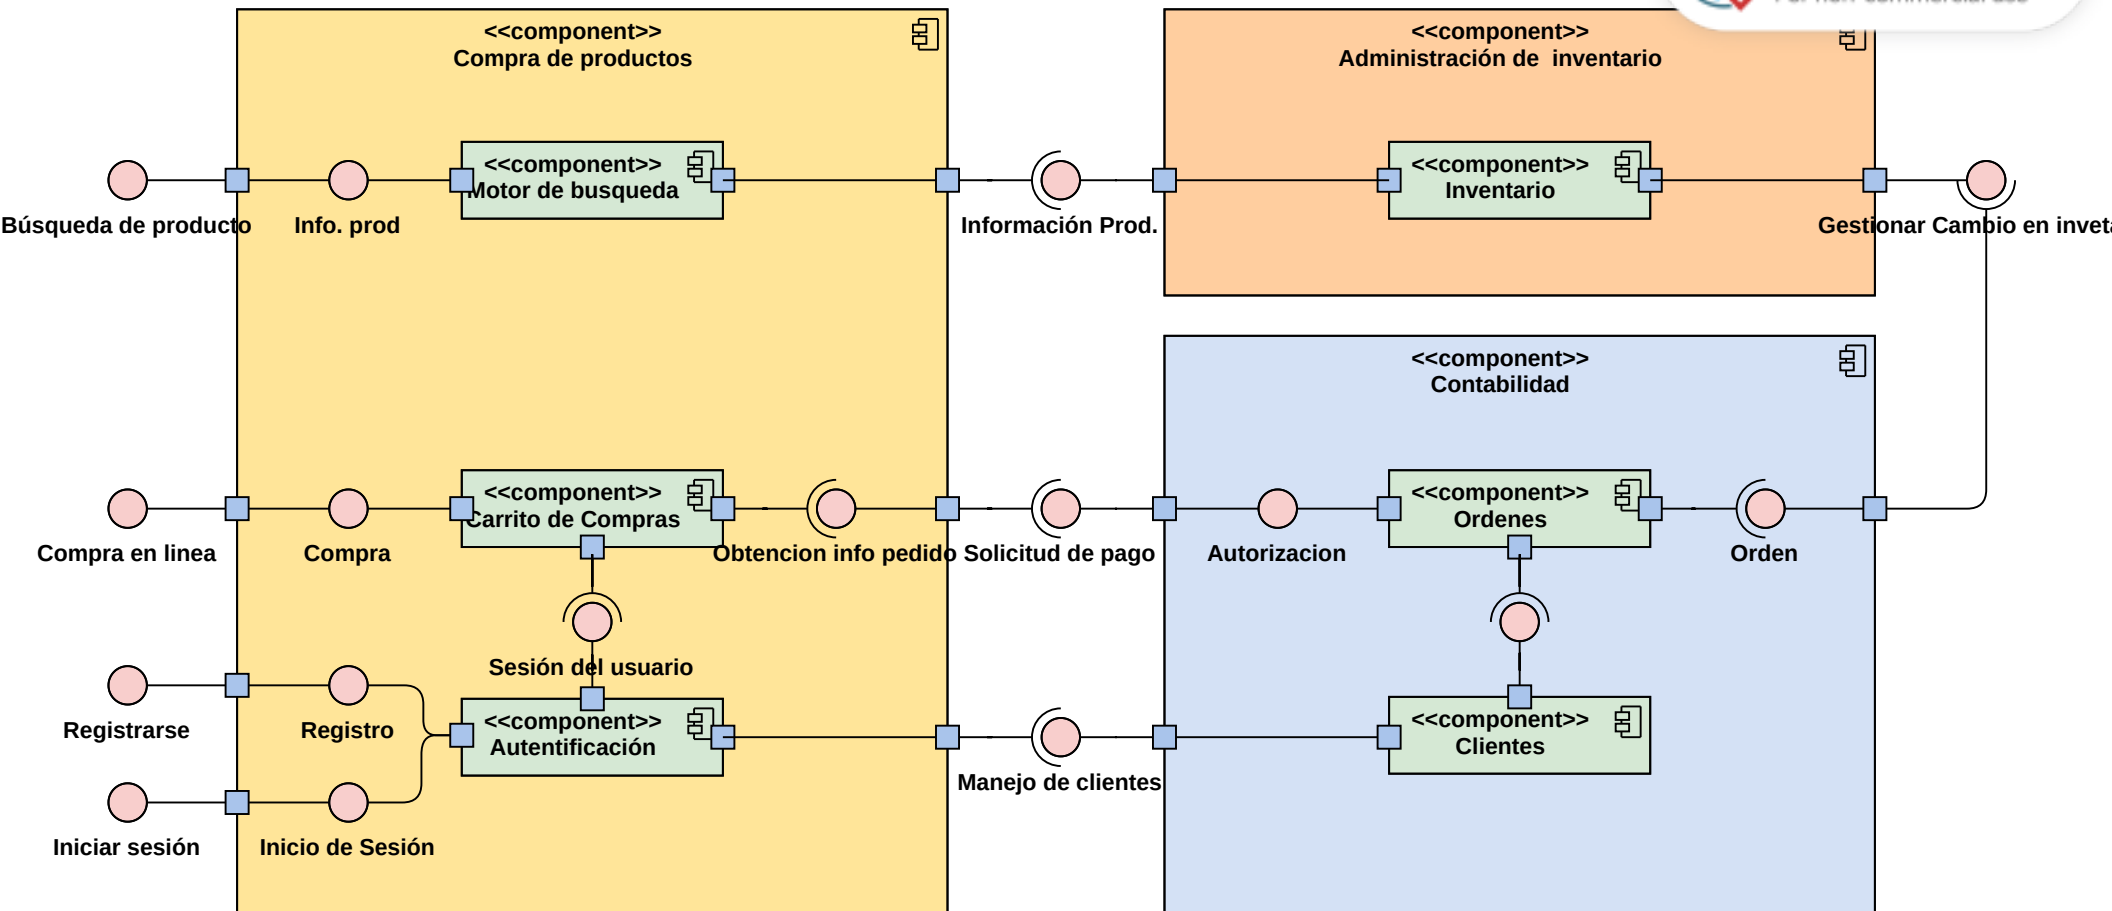 <<component>>
Compra de productos
<<component>>
Administración de  inventario
<<component>>
Motor de busqueda
<<component>>
Inventario
Búsqueda de producto
Info. prod
Información Prod.
Gestionar Cambio en
<<component>>
Contabilidad
<<component>>
Carrito de Compras
<<component>>
Ordenes
Compra en linea
Compra
Obtencion info pedido
Solicitud de pago
Autorizacion
Orden
Sesión del usuario
Registrarse
Registro
<<component>>
Autentificación
<<component>>
Clientes
Manejo de clientes
Iniciar sesión
Inicio de Sesión